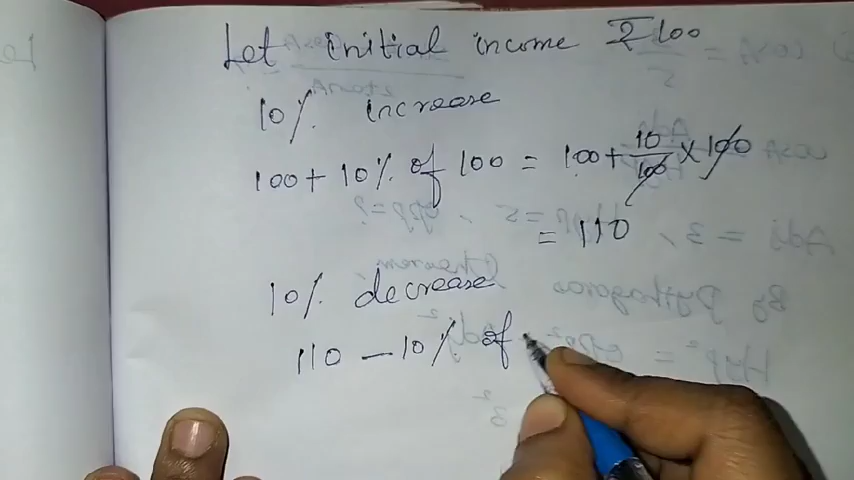 Let initial income ₹100
10% increase
100 + 10% of 100 = 100 + 10/100 × 100
= 110
10% decrease
110 – 10% of